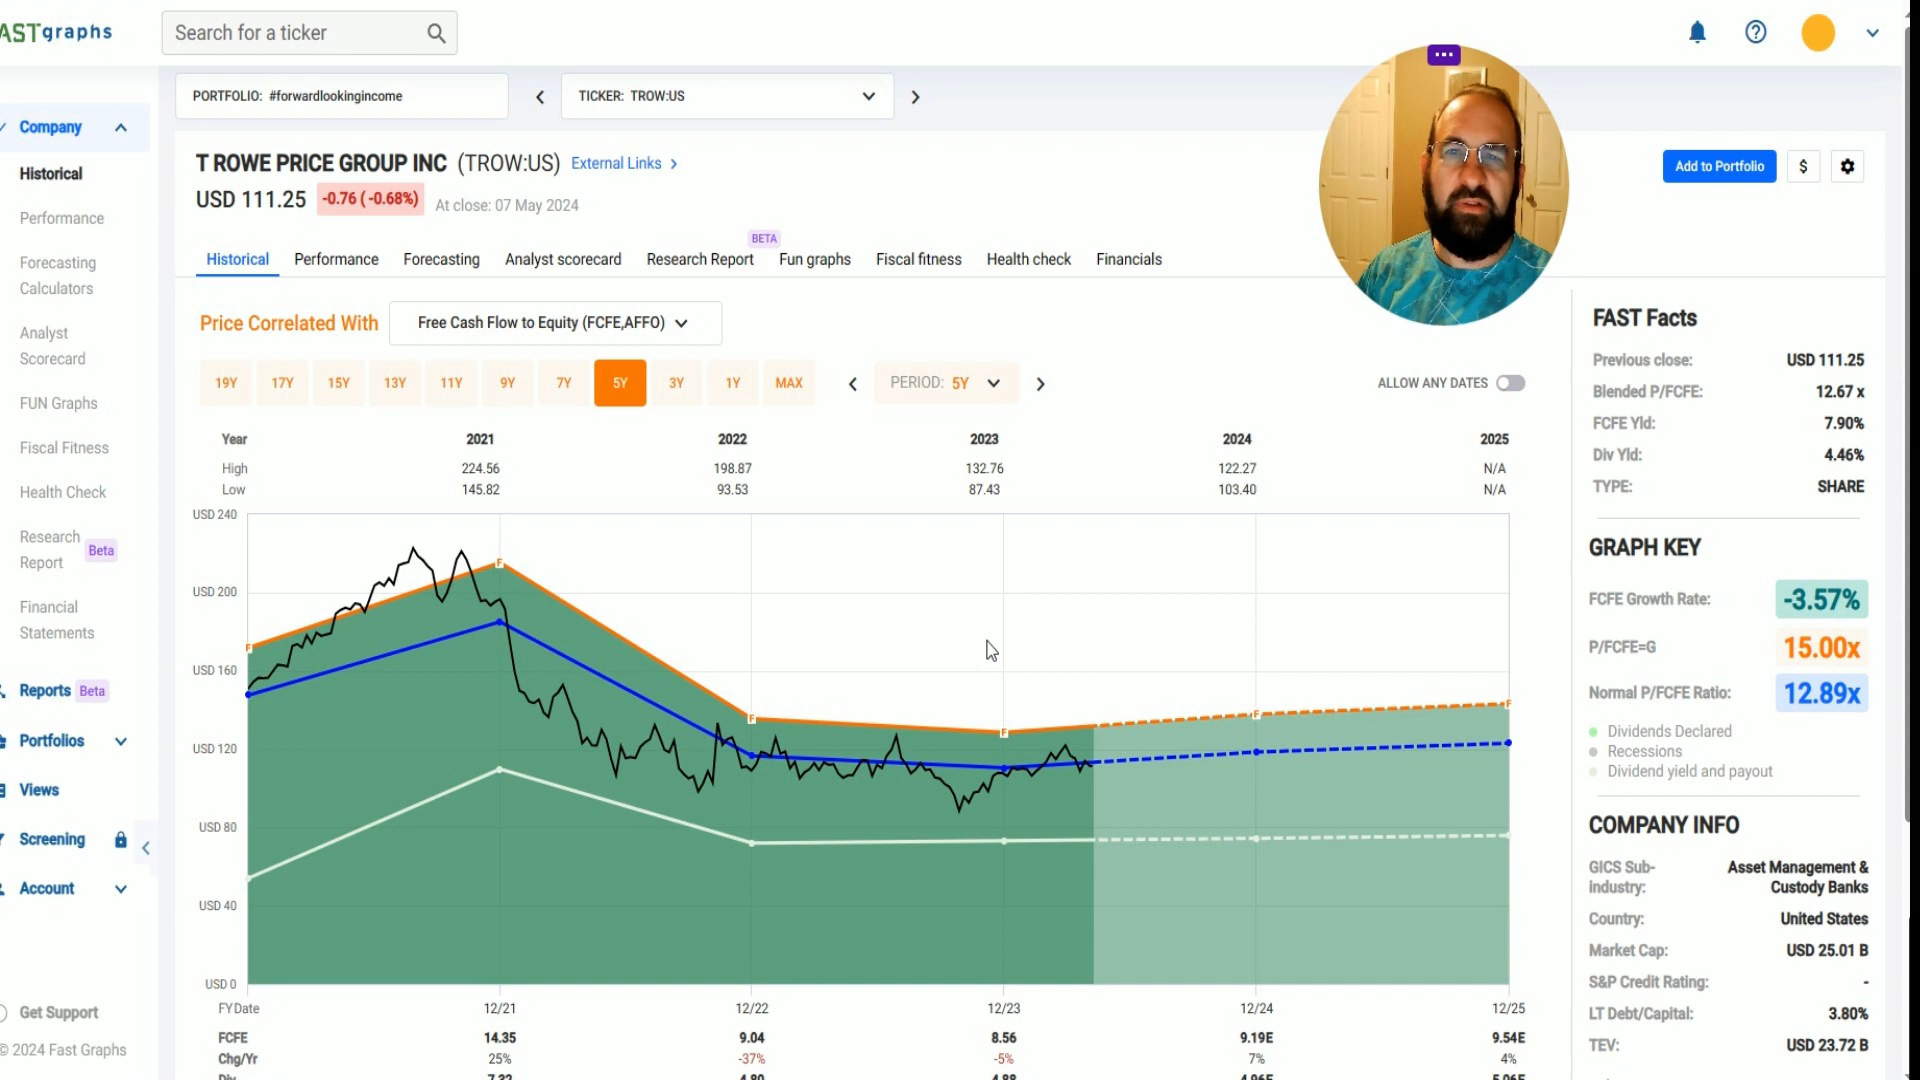 ASTgraphs
Search for a ticker
PORTFOLIO: #forwardlookingincome
TICKER: TROW:US
Company
Historical
Performance
Forecasting
Calculators
Analyst
Scorecard
FUN Graphs
Fiscal Fitness
Health Check
Research
Report
Beta
Financial
Statements
Reports Beta
Portfolios
Views
Screening
Account
Get Support
© 2024 Fast Graphs
T ROWE PRICE GROUP INC (TROW:US) External Links
USD 111.25 -0.76 ( -0.68%) At close: 07 May 2024
Add to Portfolio $
BETA
Historical Performance Forecasting Analyst scorecard Research Report Fun graphs Fiscal fitness Health check Financials
Price Correlated With Free Cash Flow to Equity (FCFE,AFFO)
19Y 17Y 15Y 13Y 11Y 9Y 7Y 5Y 3Y 1Y MAX PERIOD: 5Y ALLOW ANY DATES
Year 2021 2022 2023 2024 2025
High 224.56 198.87 132.76 122.27 N/A
Low 145.82 93.53 87.43 103.40 N/A
USD 240
USD 200
USD 160
USD 120
USD 80
USD 40
USD 0
F F F F F F
FYDate 12/21 12/22 12/23 12/24 12/25
FCFE 14.35 9.04 8.56 9.19E 9.54E
Chg/Yr 25% -37% -5% 7% 4%
Div 7.32 4.80 4.88 4.96E 5.06E
FAST Facts
Previous close: USD 111.25
Blended P/FCFE: 12.67 x
FCFE Yld: 7.90%
Div Yld: 4.46%
TYPE: SHARE
GRAPH KEY
FCFE Growth Rate: -3.57%
P/FCFE=G 15.00x
Normal P/FCFE Ratio: 12.89x
Dividends Declared
Recessions
Dividend yield and payout
COMPANY INFO
GICS Sub-
industry:
Asset Management &
Custody Banks
Country: United States
Market Cap: USD 25.01 B
S&P Credit Rating: -
LT Debt/Capital: 3.80%
TEV: USD 23.72 B